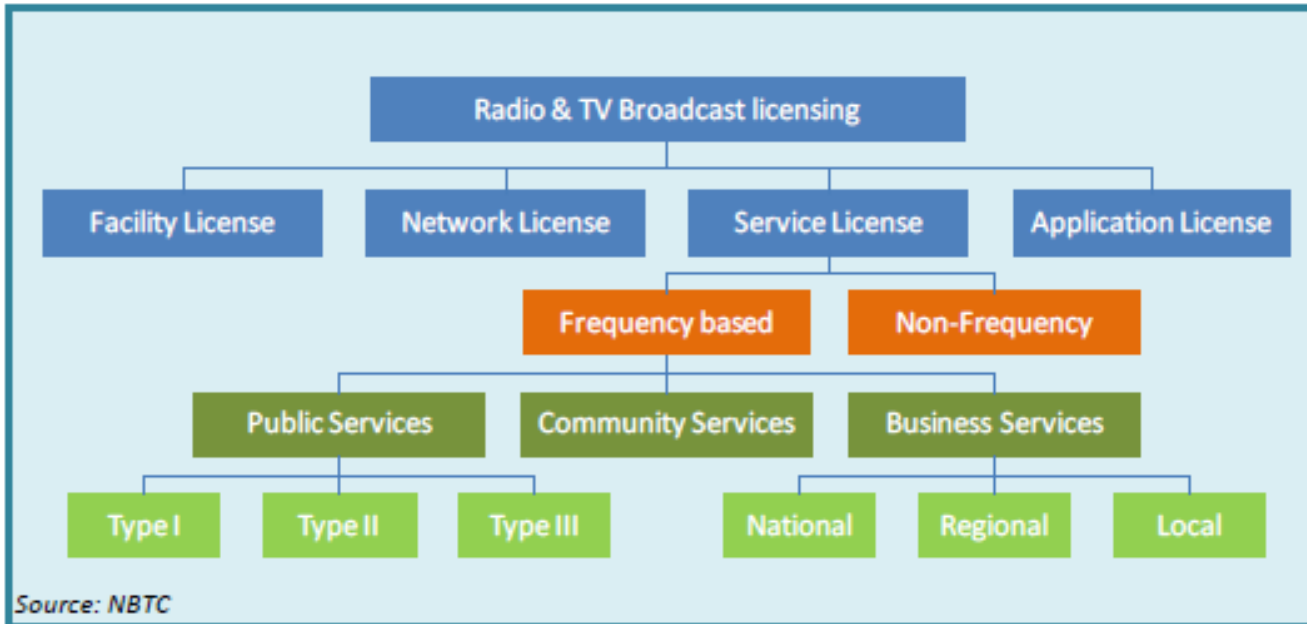 Radio & TV Broadcast licensing
Facility License
Network License
Service License
Application License
Frequency based
Non-Frequency
Public Services
Community Services
Business Services
Type I
Type II
Type III
National
Regional
Local
Source: NBTC